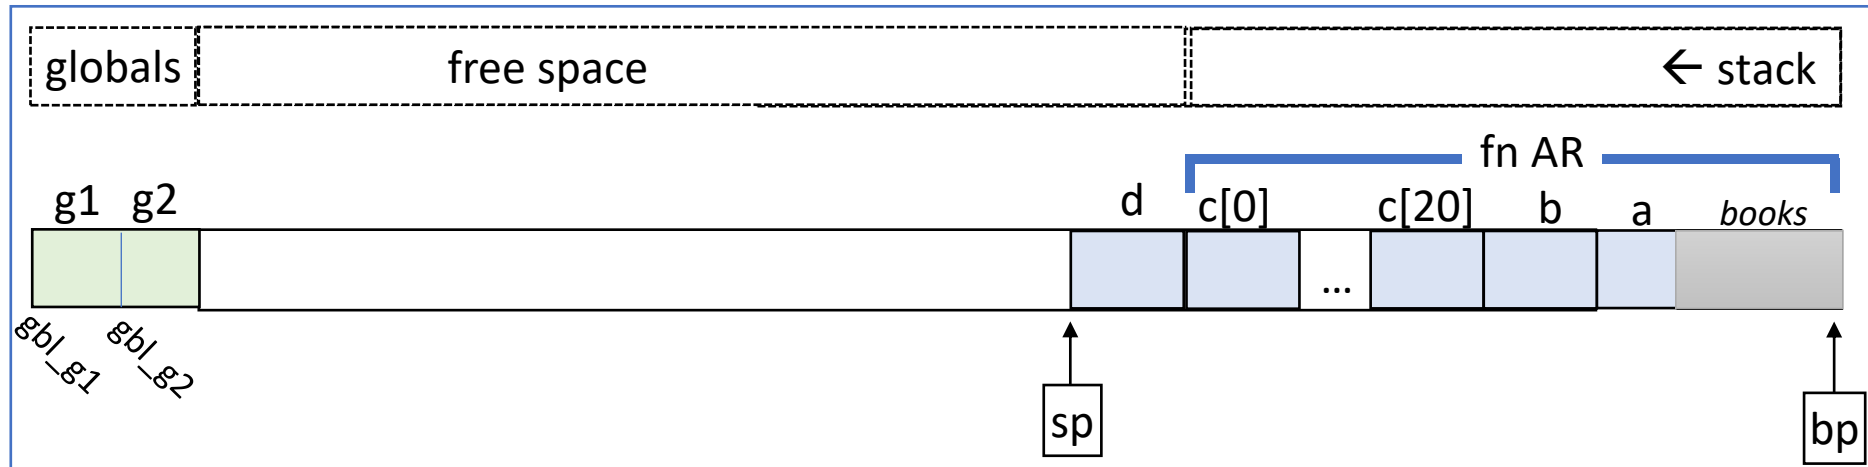 globals free space ← stack
fn AR
g1 g2 d c[0] c[20] b a books
...
gbl_g1 gbl_g2
sp bp